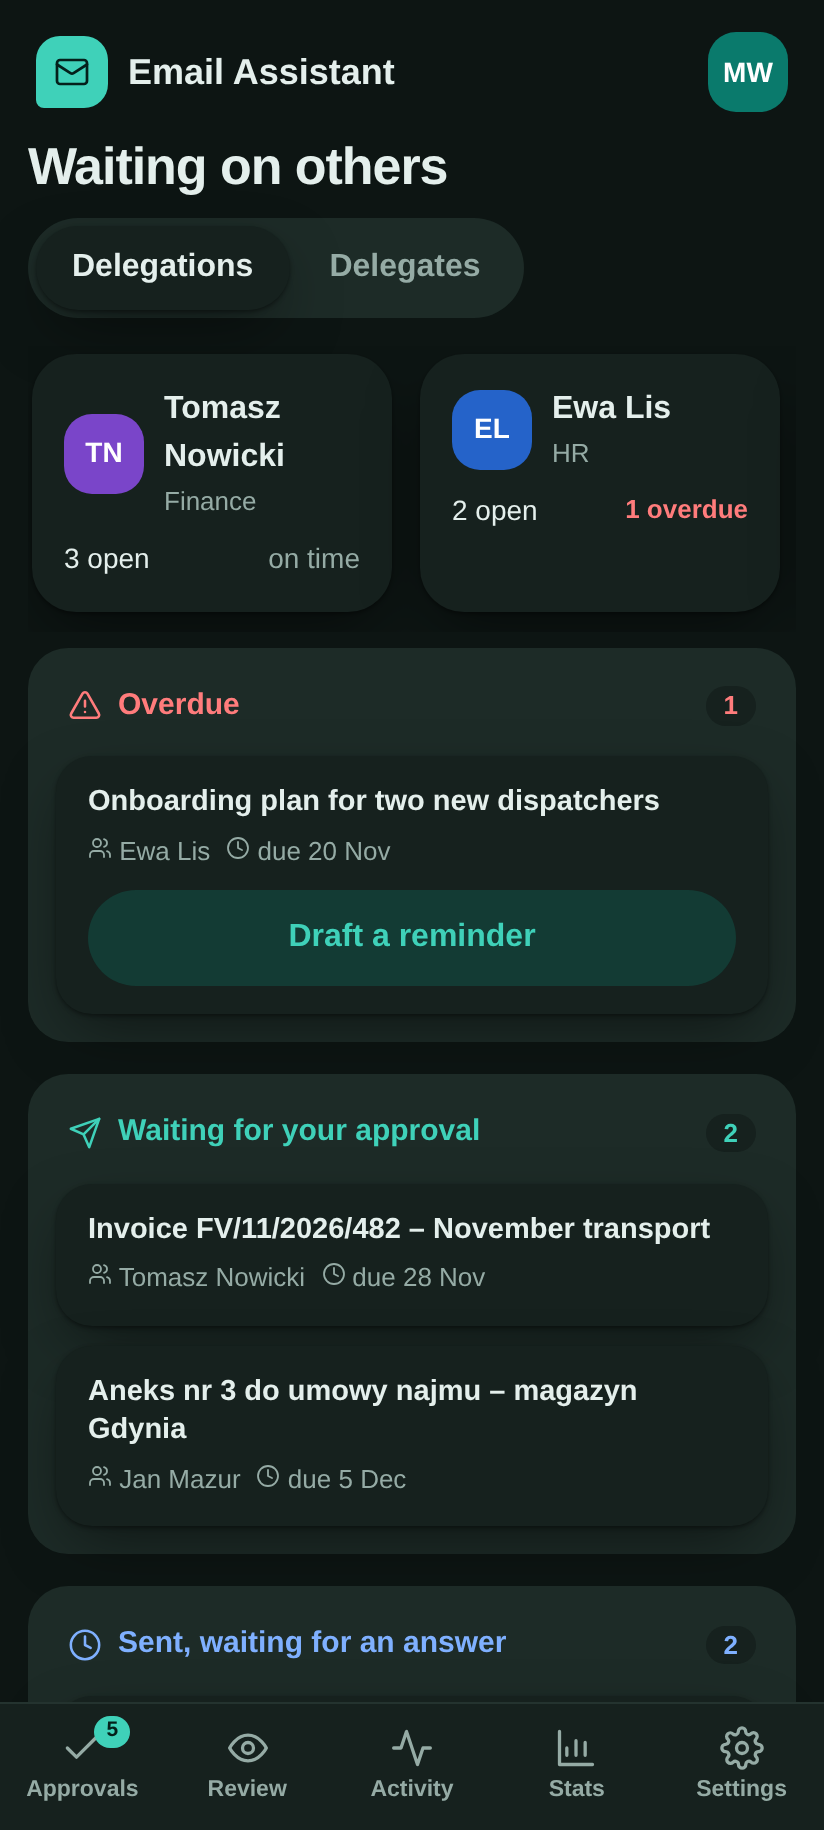 Email Assistant
MW
Waiting on others
Delegations
Delegates
TN
Tomasz
Nowicki
Finance
3 open
on time
EL
Ewa Lis
HR
2 open
1 overdue
Overdue
1
Onboarding plan for two new dispatchers
Ewa Lis
due 20 Nov
Draft a reminder
Waiting for your approval
2
Invoice FV/11/2026/482 – November transport
Tomasz Nowicki
due 28 Nov
Aneks nr 3 do umowy najmu – magazyn
Gdynia
Jan Mazur
due 5 Dec
Sent, waiting for an answer
2
5
Approvals
Review
Activity
Stats
Settings